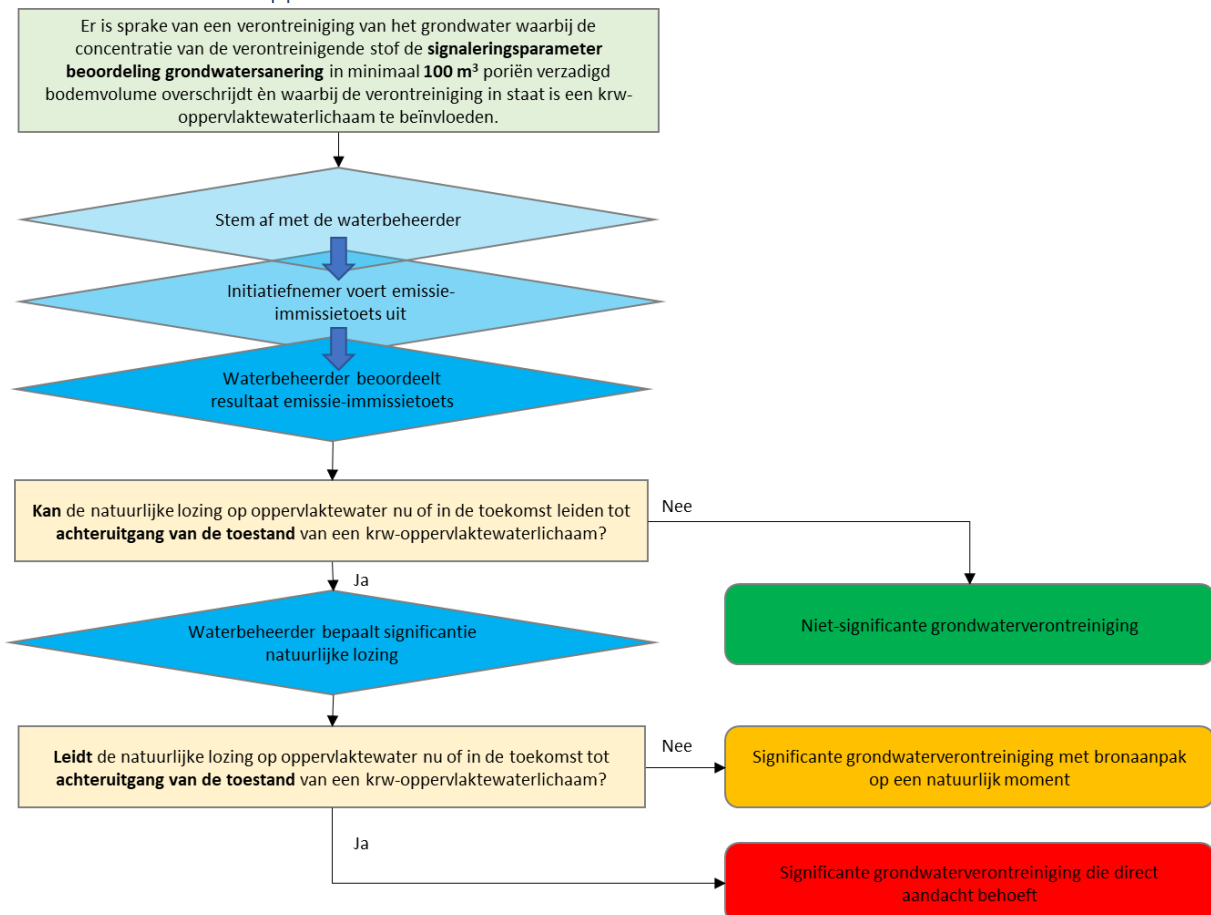 Er is sprake van een verontreiniging van het grondwater waarbij de
concentratie van de verontreinigende stof de signaleringsparameter
beoordeling grondwatersanering in minimaal 100 m³ poriën verzadigd
bodemvolume overschrijdt èn waarbij de verontreiniging in staat is een krw-
oppervlaktewaterlichaam te beïnvloeden.
Stem af met de waterbeheerder
Initiatiefnemer voert emissie-
immissietoets uit
Waterbeheerder beoordeelt
resultaat emissie-immissietoets
Kan de natuurlijke lozing op oppervlaktewater nu of in de toekomst leiden tot
achteruitgang van de toestand van een krw-oppervlaktewaterlichaam?
Nee
Ja
Niet-significante grondwaterverontreiniging
Waterbeheerder bepaalt significantie
natuurlijke lozing
Leidt de natuurlijke lozing op oppervlaktewater nu of in de toekomst tot
achteruitgang van de toestand van een krw-oppervlaktewaterlichaam?
Nee
Significante grondwaterverontreiniging met bronaanpak
op een natuurlijk moment
Ja
Significante grondwaterverontreiniging die direct
aandacht behoeft